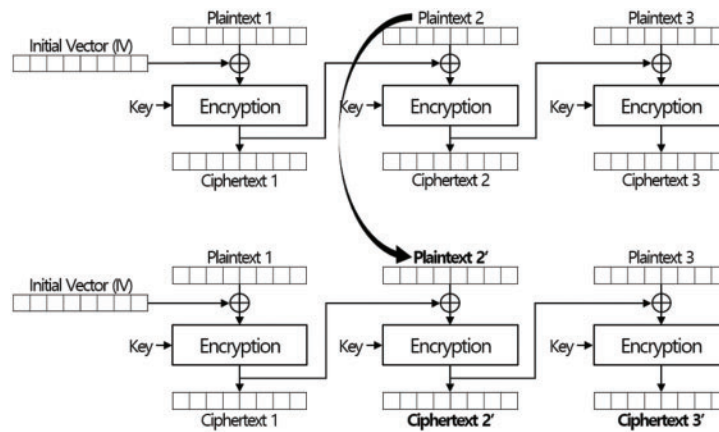 Plaintext 1 Plaintext 2 Plaintext 3
Initial Vector (IV)
Key Encryption Key Encryption Key Encryption
Ciphertext 1 Ciphertext 2 Ciphertext 3
Plaintext 1 Plaintext 2′ Plaintext 3
Initial Vector (IV)
Key Encryption Key Encryption Key Encryption
Ciphertext 1 Ciphertext 2′ Ciphertext 3′